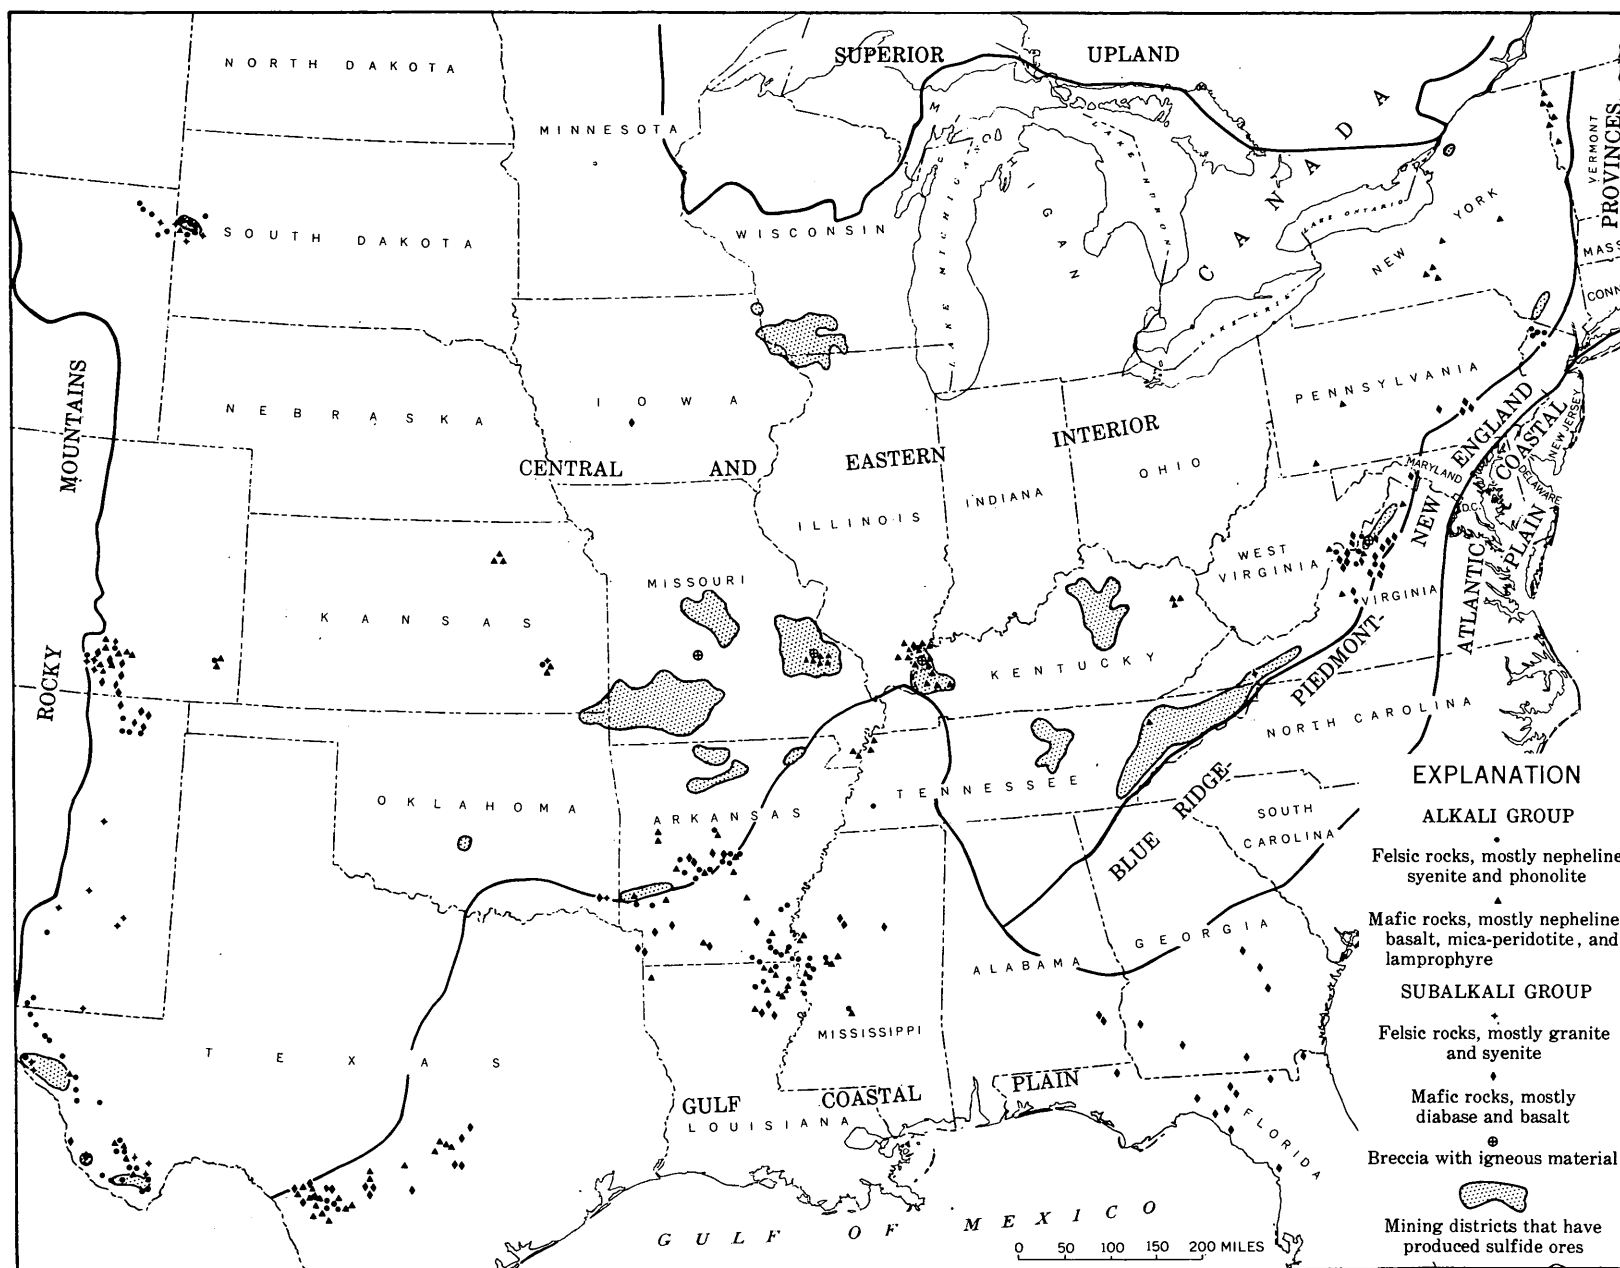 SUPERIOR UPLAND
NORTH DAKOTA
MINNESOTA
CANADA
MICHIGAN
LAKE MICHIGAN
LAKE HURON
LAKE ONTARIO
LAKE ERIE
VERMONT
PROVINCES
NEW YORK
MASS
CONN
SOUTH DAKOTA
WISCONSIN
MOUNTAINS
ROCKY
NEBRASKA
IOWA
PENNSYLVANIA
NEW JERSEY
CENTRAL AND EASTERN INTERIOR
ILLINOIS
INDIANA
OHIO
MARYLAND
DELAWARE
D.C.
NEW ENGLAND
ATLANTIC COASTAL PLAIN
WEST
VIRGINIA
VIRGINIA
MISSOURI
KANSAS
KENTUCKY
BLUE RIDGE-
PIEDMONT-
NORTH CAROLINA
OKLAHOMA
ARKANSAS
TENNESSEE
SOUTH
CAROLINA
GEORGIA
ALABAMA
MISSISSIPPI
TEXAS
GULF COASTAL PLAIN
LOUISIANA
FLORIDA
GULF OF MEXICO
0 50 100 150 200 MILES
EXPLANATION
ALKALI GROUP
Felsic rocks, mostly nepheline
syenite and phonolite
Mafic rocks, mostly nepheline
basalt, mica-peridotite, and
lamprophyre
SUBALKALI GROUP
Felsic rocks, mostly granite
and syenite
Mafic rocks, mostly
diabase and basalt
Breccia with igneous material
Mining districts that have
produced sulfide ores